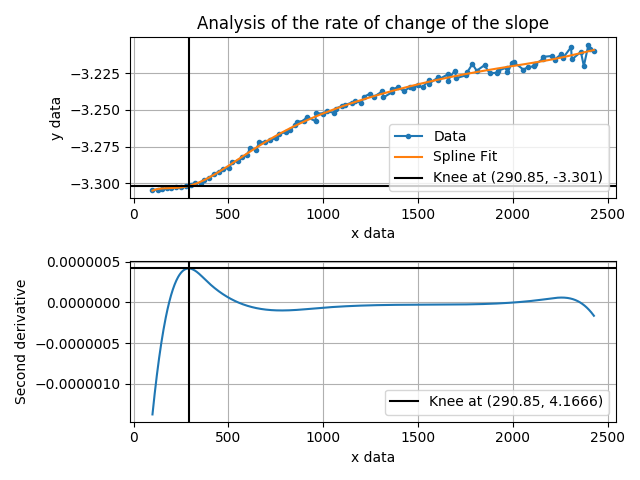 Analysis of the rate of change of the slope
y data
−3.225
−3.250
−3.275
−3.300
Data
Spline Fit
Knee at (290.85, -3.301)
0 500 1000 1500 2000 2500
x data
Second derivative
0.0000005
0.0000000
−0.0000005
−0.0000010
Knee at (290.85, 4.1666)
0 500 1000 1500 2000 2500
x data